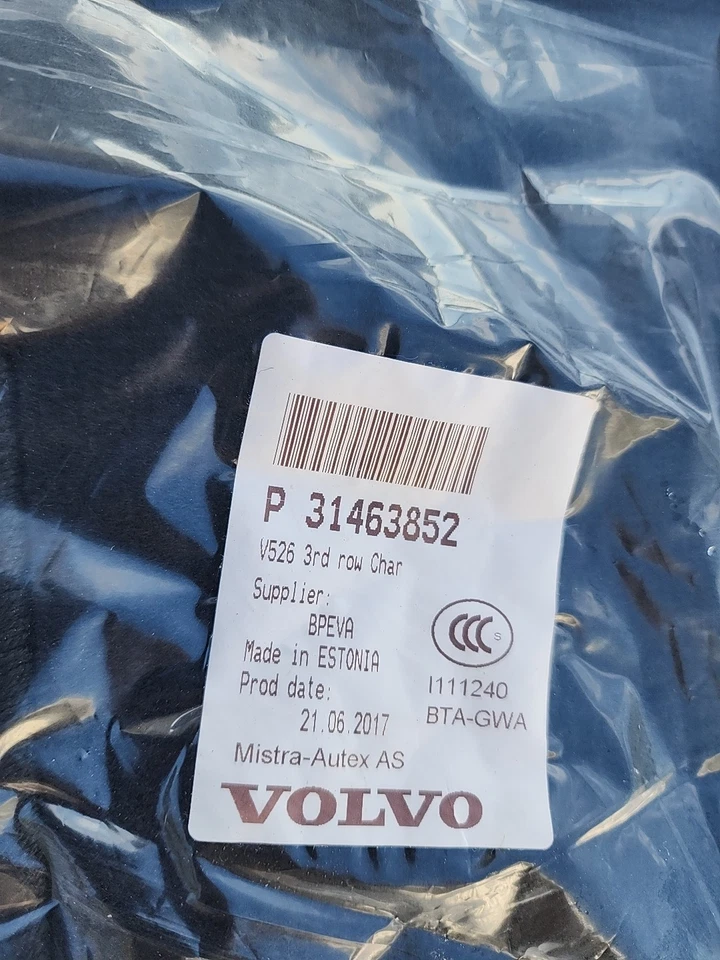 P 31463852
V526 3rd row Char
Supplier:
BPEVA
Made in ESTONIA
Prod date:
21.06.2017
Mistra-Autex AS
VOLVO
CCC S
I111240
BTA-GWA